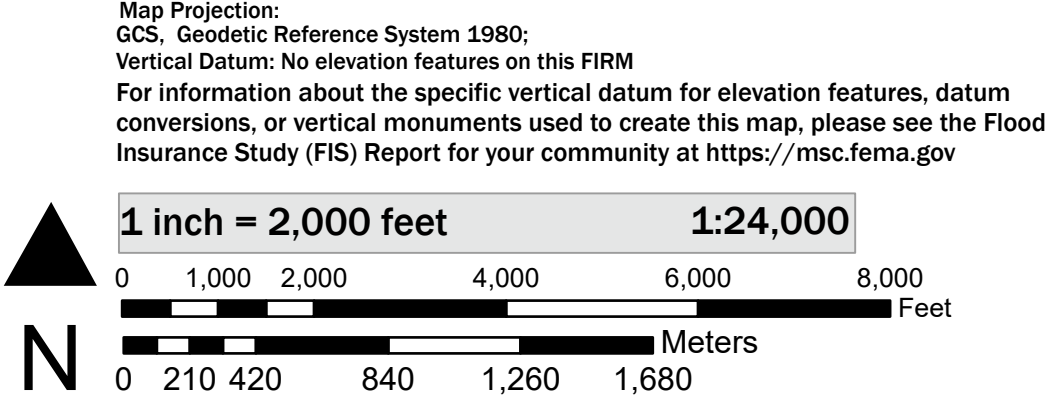 Map Projection:
GCS, Geodetic Reference System 1980;
Vertical Datum: No elevation features on this FIRM
For information about the specific vertical datum for elevation features, datum
conversions, or vertical monuments used to create this map, please see the Flood
Insurance Study (FIS) Report for your community at https://msc.fema.gov
1 inch = 2,000 feet 1:24,000
0 1,000 2,000 4,000 6,000 8,000
Feet
N
Meters
0 210 420 840 1,260 1,680